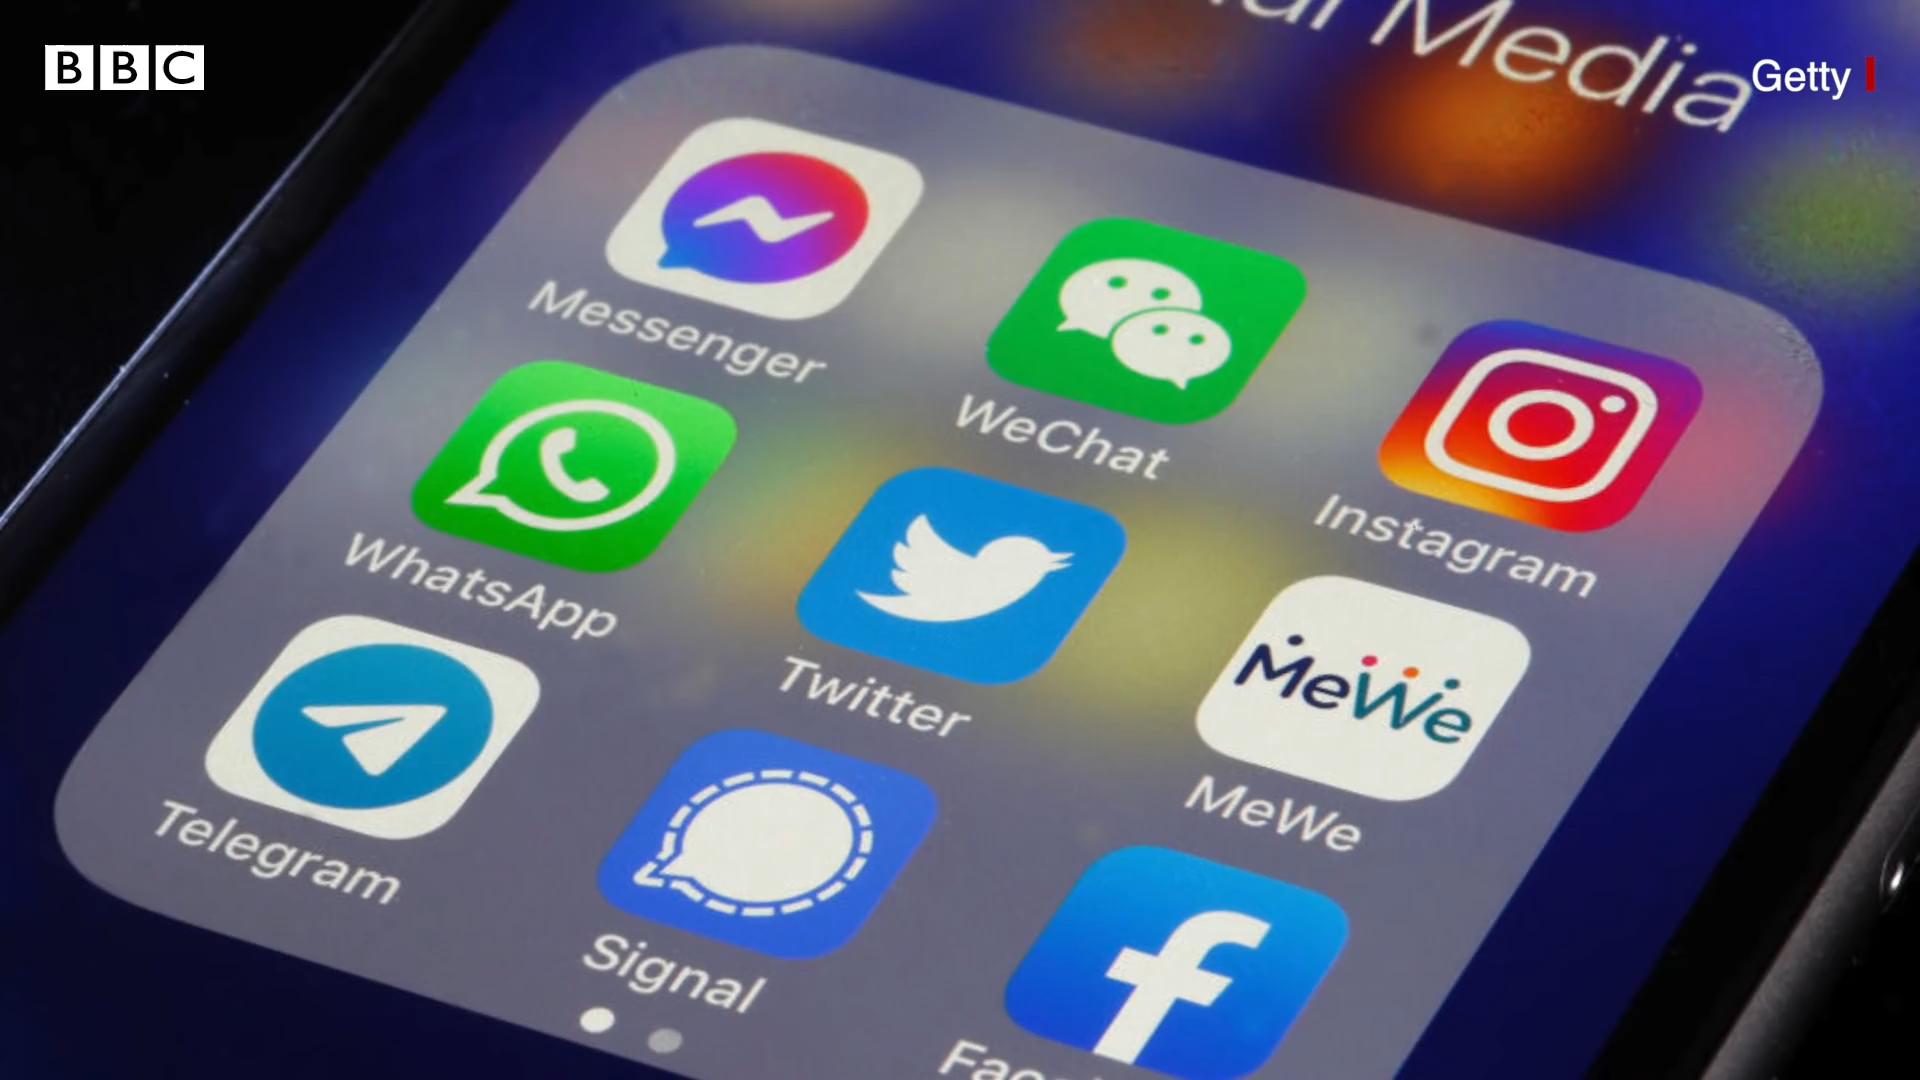 BBC
Media
Getty
Messenger
WeChat
Instagram
WhatsApp
Twitter
MeWe
MeWe
Telegram
Signal